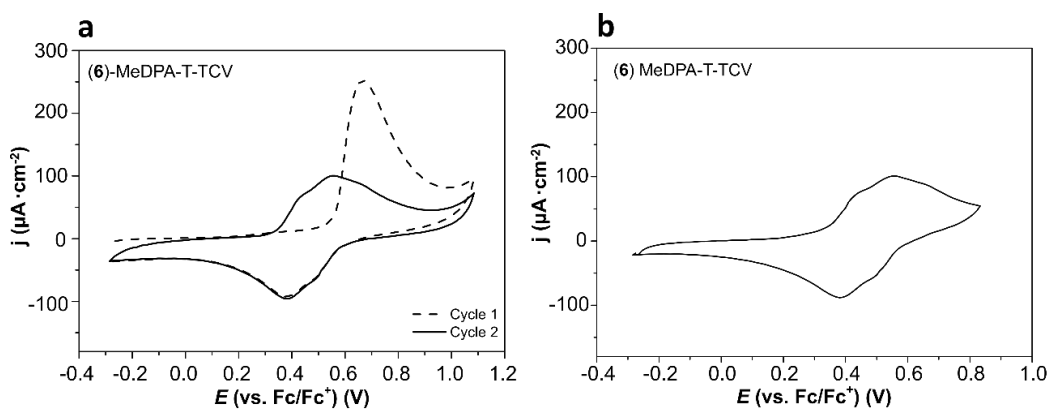 a
300
(6)-MeDPA-T-TCV
200
100
0
-100
j (µA·cm-2)
Cycle 1
Cycle 2
-0.4 -0.2 0.0 0.2 0.4 0.6 0.8 1.0 1.2
E (vs. Fc/Fc+) (V)
b
300
(6) MeDPA-T-TCV
200
100
0
-100
j (µA·cm-2)
-0.4 -0.2 0.0 0.2 0.4 0.6 0.8 1.0
E (vs. Fc/Fc+) (V)